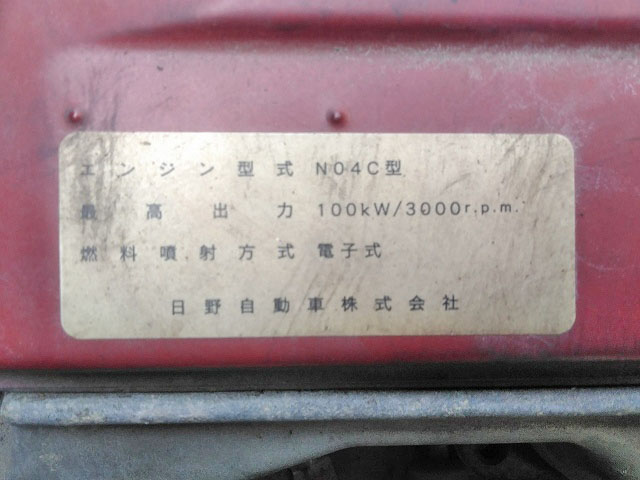 エンジン型式 N04C型
最高出力 100kW/3000r.p.m.
燃料噴射方式 電子式
日野自動車株式会社